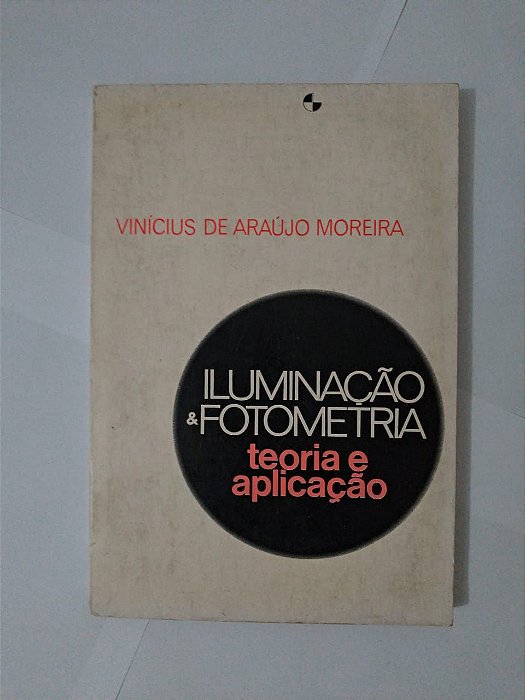 VINÍCIUS DE ARAÚJO MOREIRA
ILUMINAÇÃO
& FOTOMETRIA
teoria e
aplicação